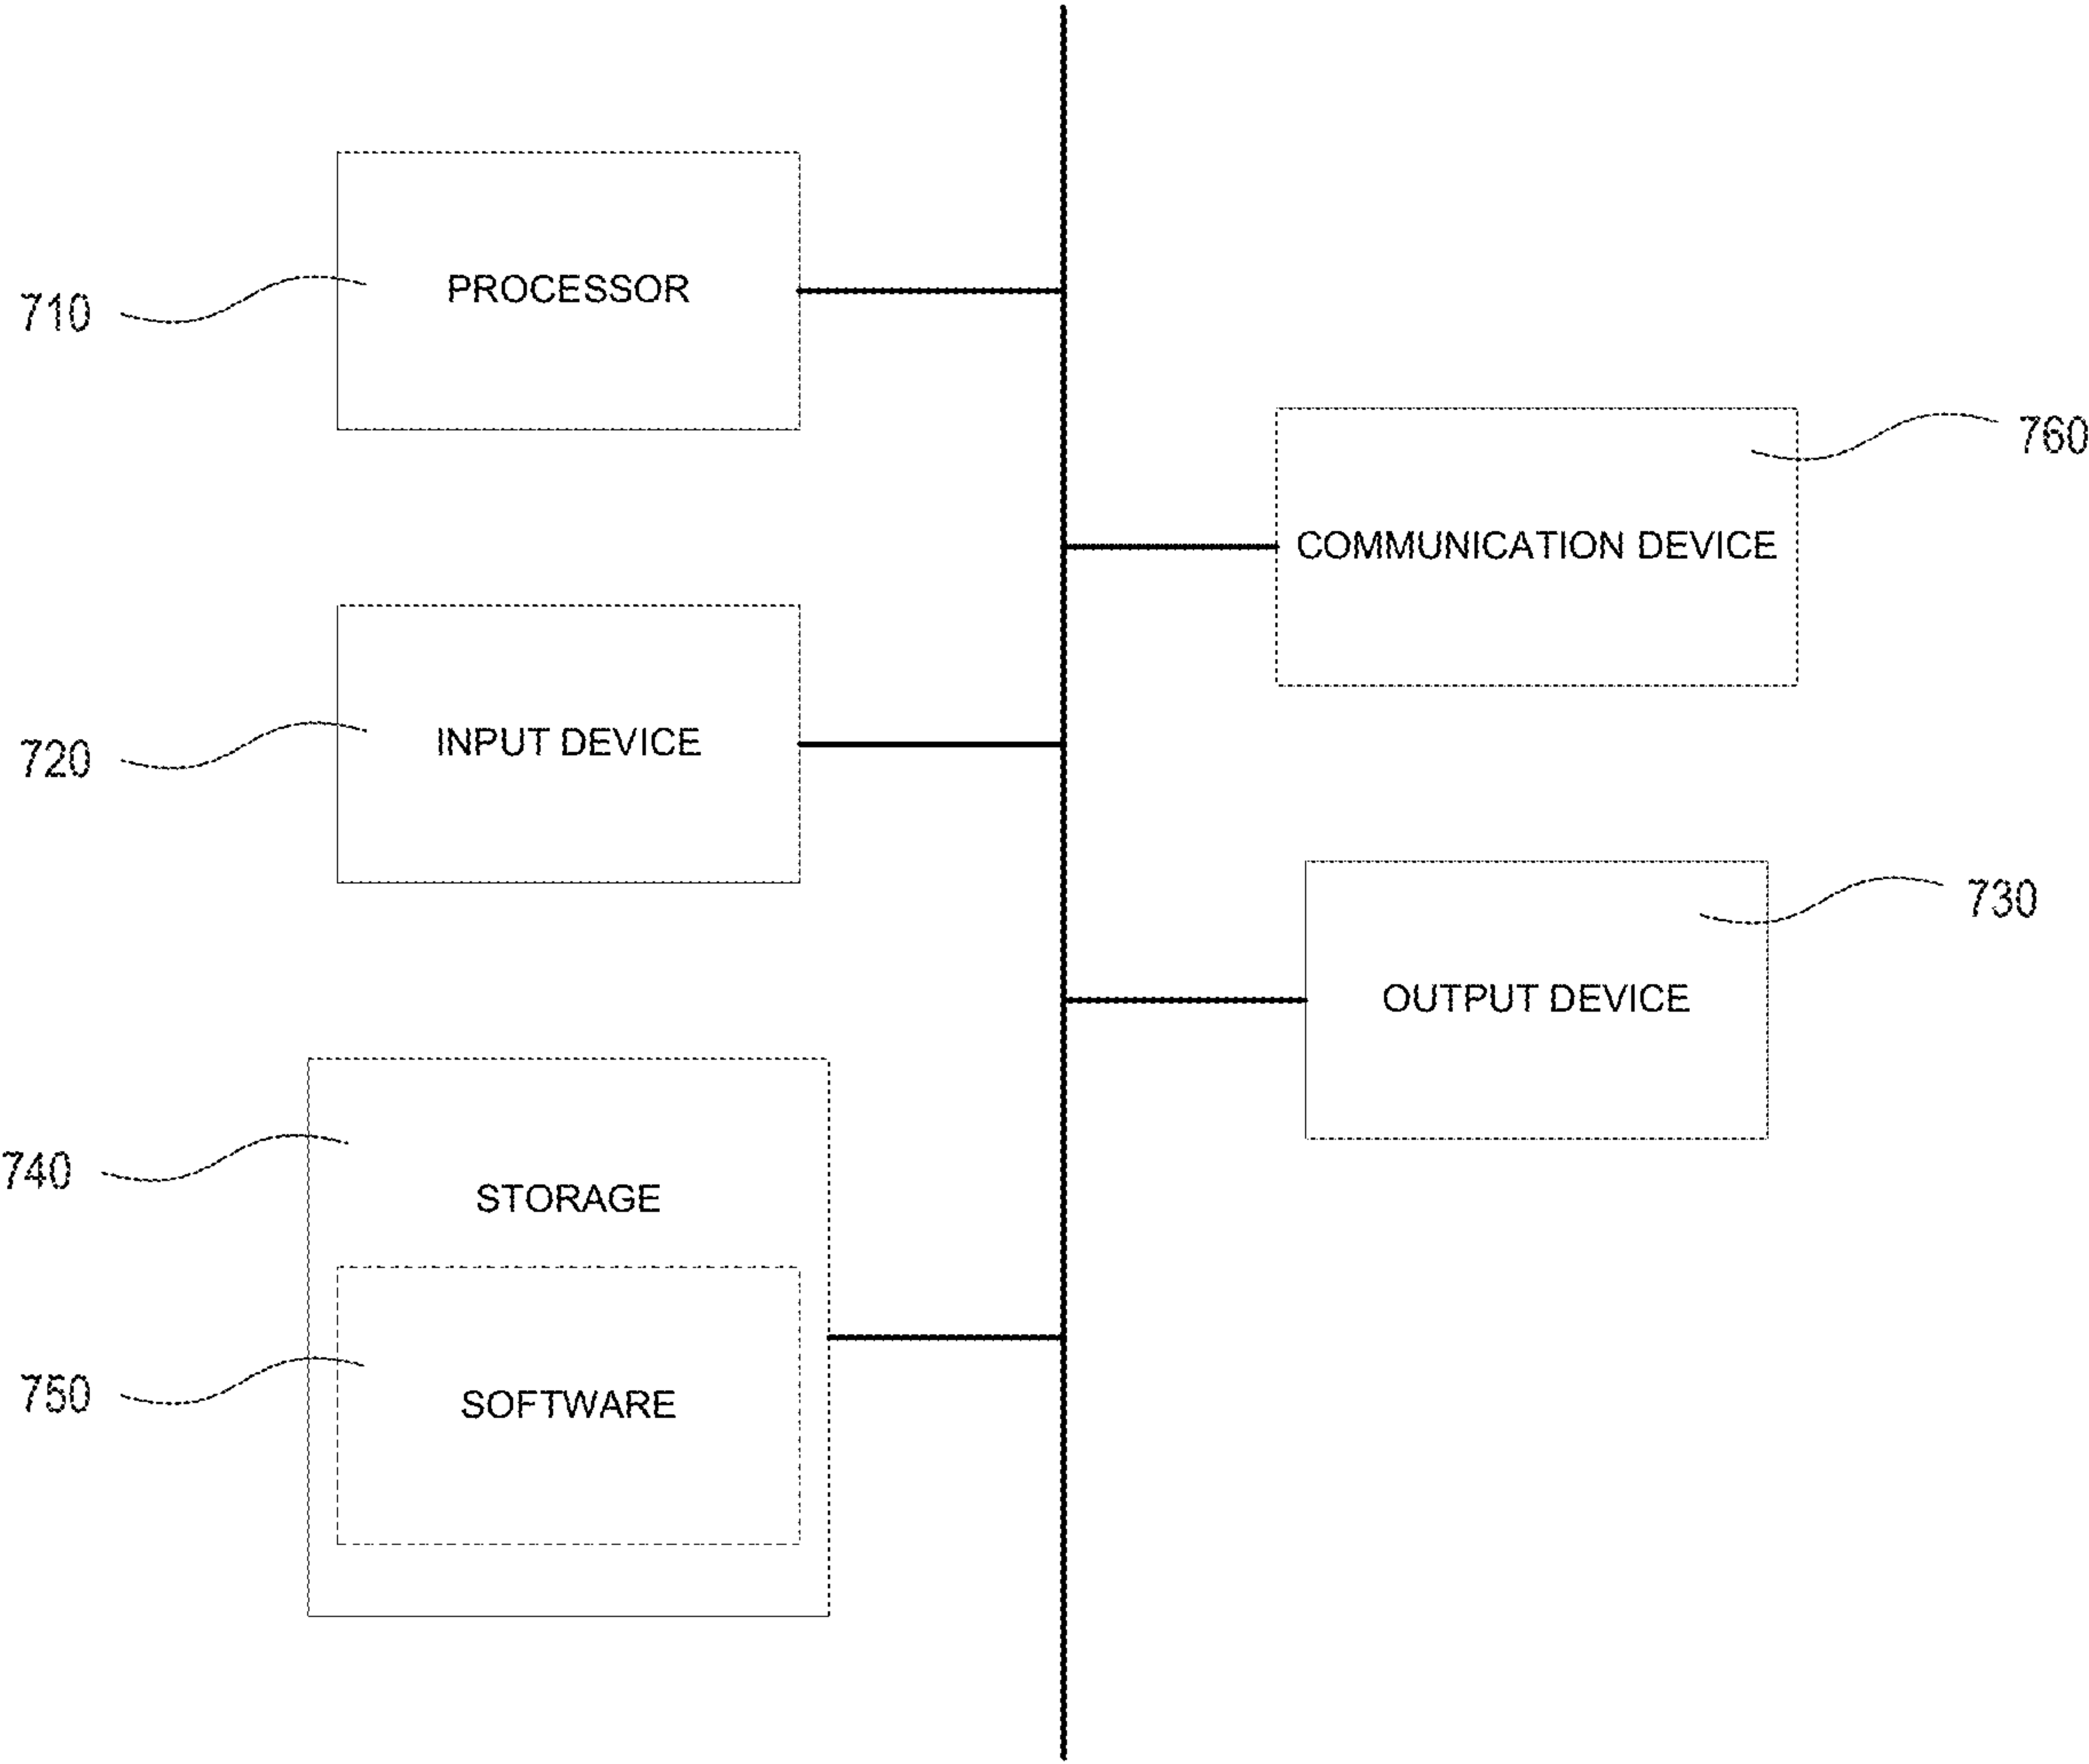 PROCESSOR
710
COMMUNICATION DEVICE
760
INPUT DEVICE
720
OUTPUT DEVICE
730
STORAGE
740
SOFTWARE
750